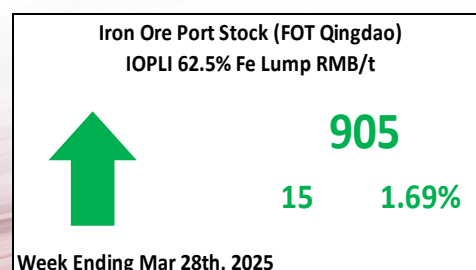 Iron Ore Port Stock (FOT Qingdao)
IOPLI 62.5% Fe Lump RMB/t
905
15 1.69%
Week Ending Mar 28th, 2025